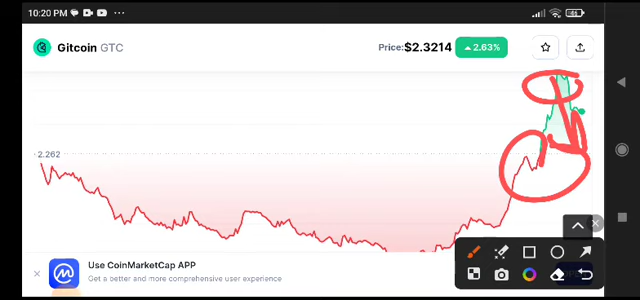 10:20 PM
Gitcoin GTC
Price:$2.3214 2.63%
2.262
Use CoinMarketCap APP
Get a better and more comprehensive user experience